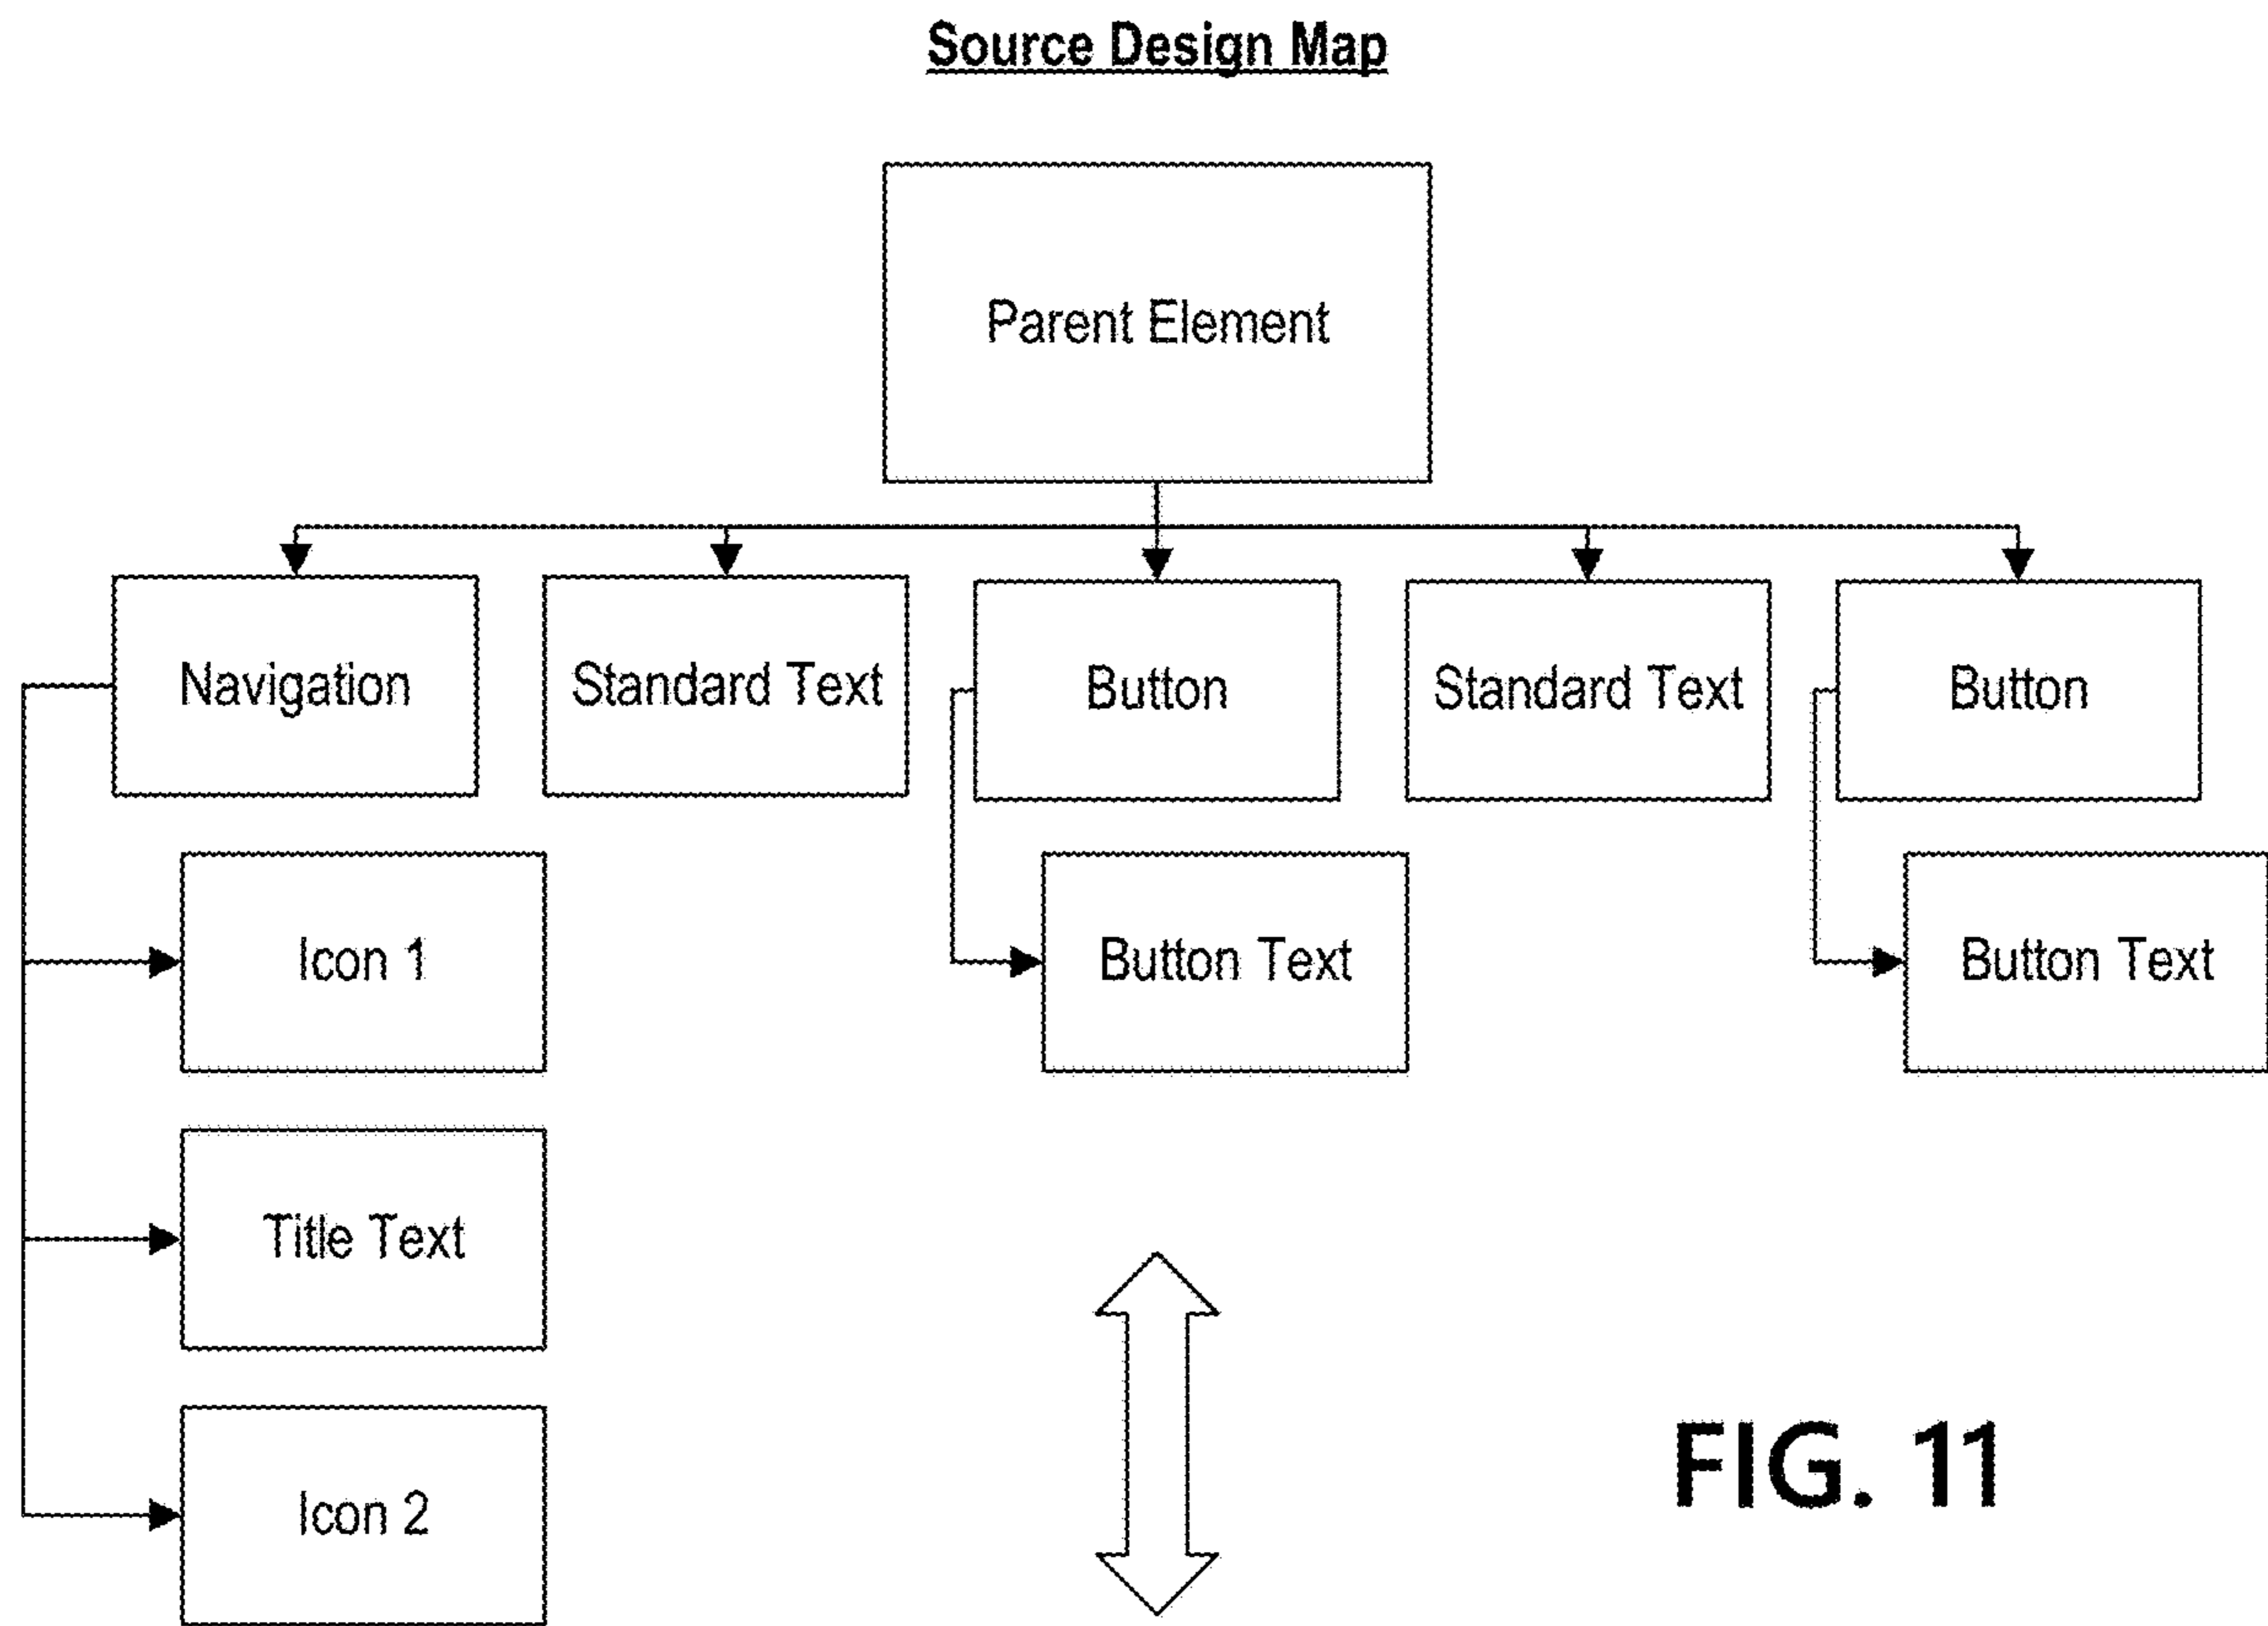 Source Design Map
Parent Element
Navigation
Standard Text
Button
Standard Text
Button
Icon 1
Button Text
Button Text
Title Text
Icon 2
FIG. 11